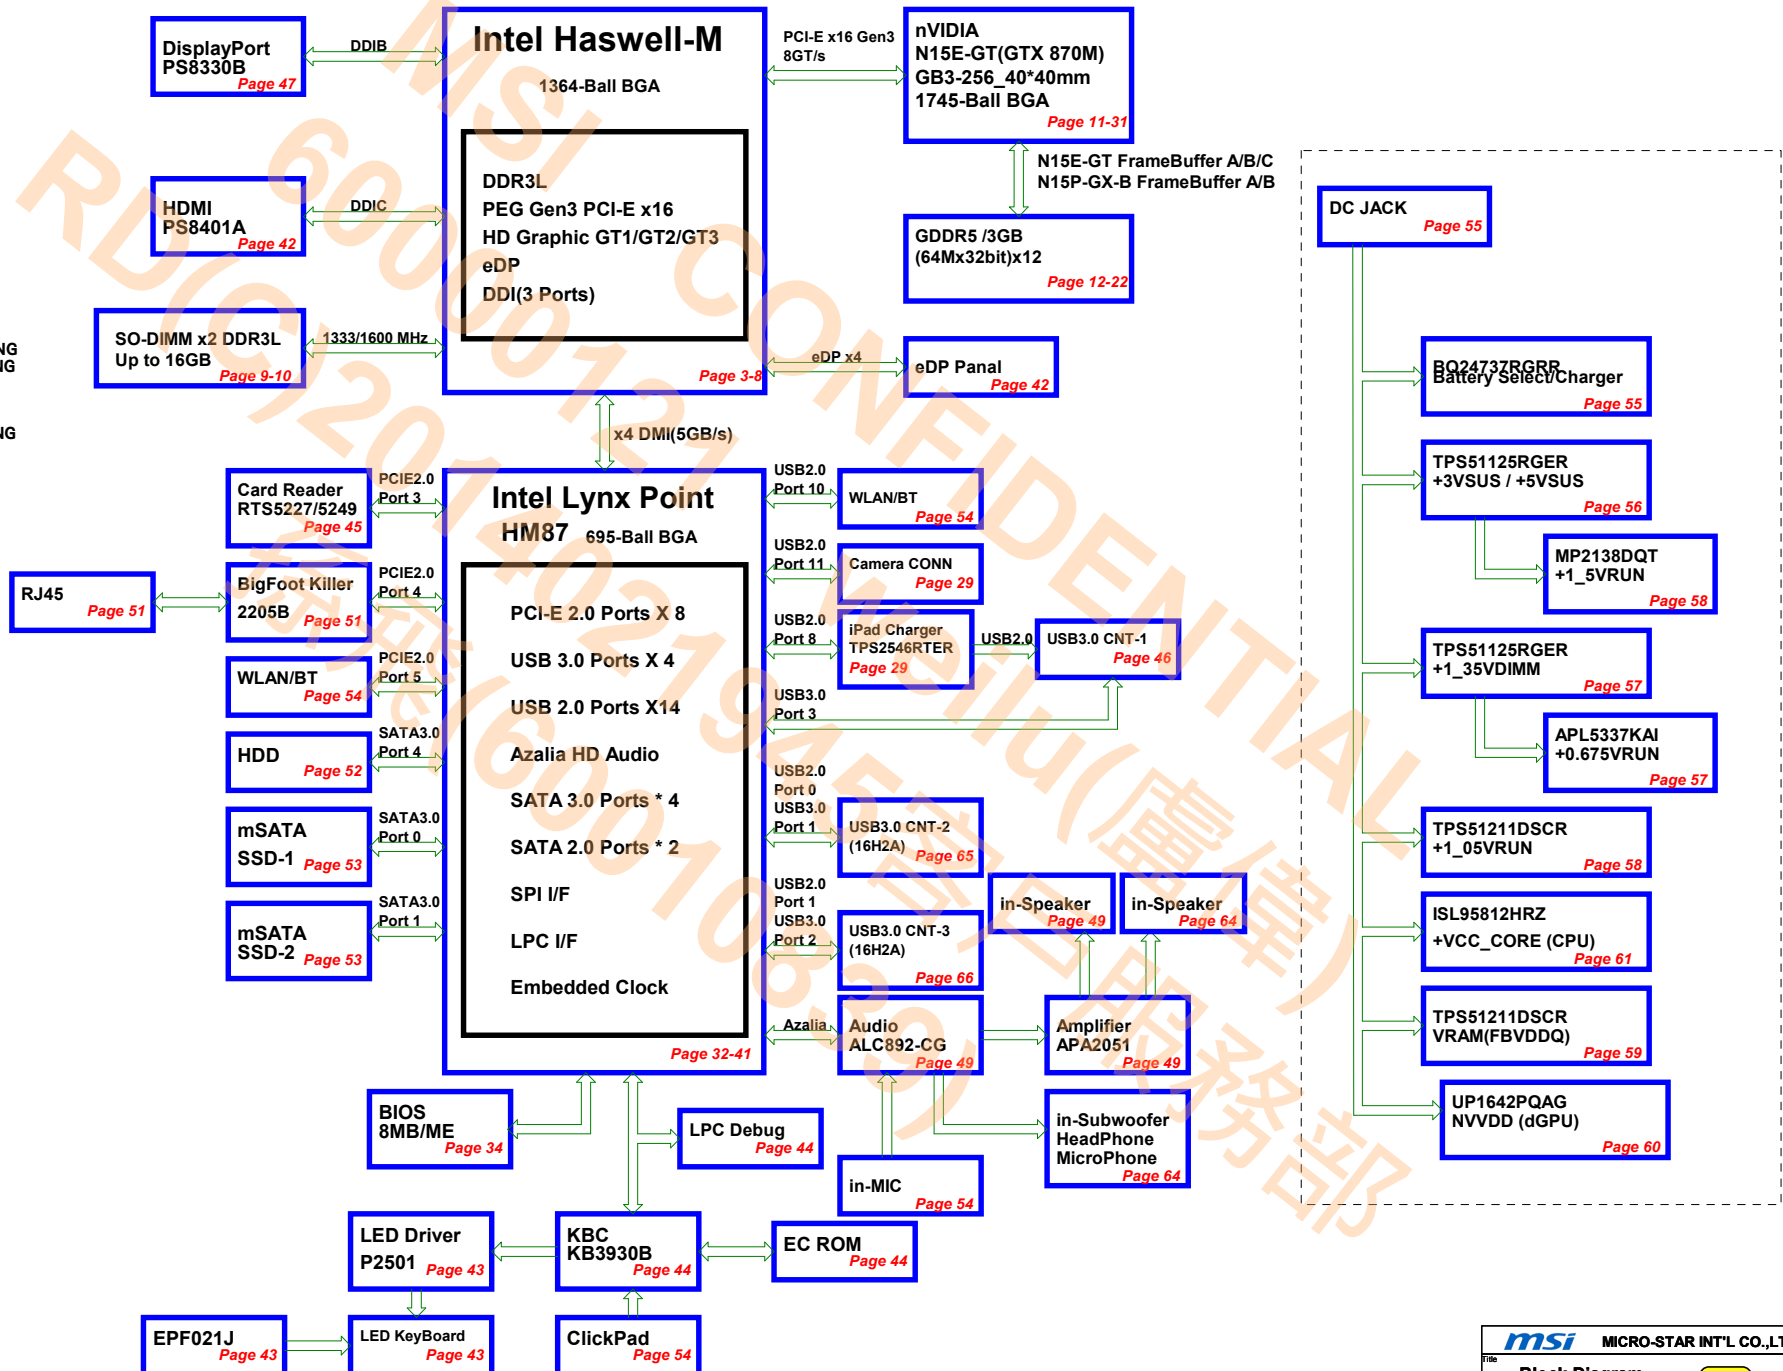 DisplayPort
PS8330B
Page 47
DDIB
Intel Haswell-M
1364-Ball BGA
DDR3L
PEG Gen3 PCI-E x16
HD Graphic GT1/GT2/GT3
eDP
DDI(3 Ports)
Page 3-8
PCI-E x16 Gen3
8GT/s
nVIDIA
N15E-GT(GTX 870M)
GB3-256_40*40mm
1745-Ball BGA
Page 11-31
N15E-GT FrameBuffer A/B/C
N15P-GX-B FrameBuffer A/B
GDDR5 /3GB
(64Mx32bit)x12
Page 12-22
HDMI
PS8401A
Page 42
DDIC
NG
NG
NG
SO-DIMM x2 DDR3L
Up to 16GB
Page 9-10
1333/1600 MHz
eDP x4
eDP Panal
Page 42
x4 DMI(5GB/s)
Intel Lynx Point
HM87 695-Ball BGA
PCI-E 2.0 Ports X 8
USB 3.0 Ports X 4
USB 2.0 Ports X14
Azalia HD Audio
SATA 3.0 Ports * 4
SATA 2.0 Ports * 2
SPI I/F
LPC I/F
Embedded Clock
Page 32-41
Card Reader
RTS5227/5249
Page 45
PCIE2.0
Port 3
RJ45
Page 51
BigFoot Killer
2205B
Page 51
PCIE2.0
Port 4
WLAN/BT
Page 54
PCIE2.0
Port 5
HDD
Page 52
SATA3.0
Port 4
mSATA
SSD-1
Page 53
SATA3.0
Port 0
mSATA
SSD-2
Page 53
SATA3.0
Port 1
USB2.0
Port 10
WLAN/BT
Page 54
USB2.0
Port 11
Camera CONN
Page 29
USB2.0
Port 8
iPad Charger
TPS2546RTER
Page 29
USB2.0
USB3.0 CNT-1
Page 46
USB3.0
Port 3
USB2.0
Port 0
USB3.0
Port 1
USB3.0 CNT-2
(16H2A)
Page 65
USB2.0
Port 1
USB3.0
Port 2
USB3.0 CNT-3
(16H2A)
Page 66
in-Speaker
Page 49
in-Speaker
Page 64
Azalia
Audio
ALC892-CG
Page 49
Amplifier
APA2051
Page 49
in-Subwoofer
HeadPhone
MicroPhone
Page 64
in-MIC
Page 54
BIOS
8MB/ME
Page 34
LPC Debug
Page 44
LED Driver
P2501
Page 43
KBC
KB3930B
Page 44
EC ROM
Page 44
EPF021J
Page 43
LED KeyBoard
Page 43
ClickPad
Page 54
DC JACK
Page 55
BQ24737RGRR
Battery Select/Charger
Page 55
TPS51125RGER
+3VSUS / +5VSUS
Page 56
MP2138DQT
+1_5VRUN
Page 58
TPS51125RGER
+1_35VDIMM
Page 57
APL5337KAI
+0.675VRUN
Page 57
TPS51211DSCR
+1_05VRUN
Page 58
ISL95812HRZ
+VCC_CORE (CPU)
Page 61
TPS51211DSCR
VRAM(FBVDDQ)
Page 59
UP1642PQAG
NVVDD (dGPU)
Page 60
MSI CONFIDENTIAL
weilu(盧偉)
客戶服務部
msi MICRO-STAR INT'L CO.,LT
Title
Block Diagram